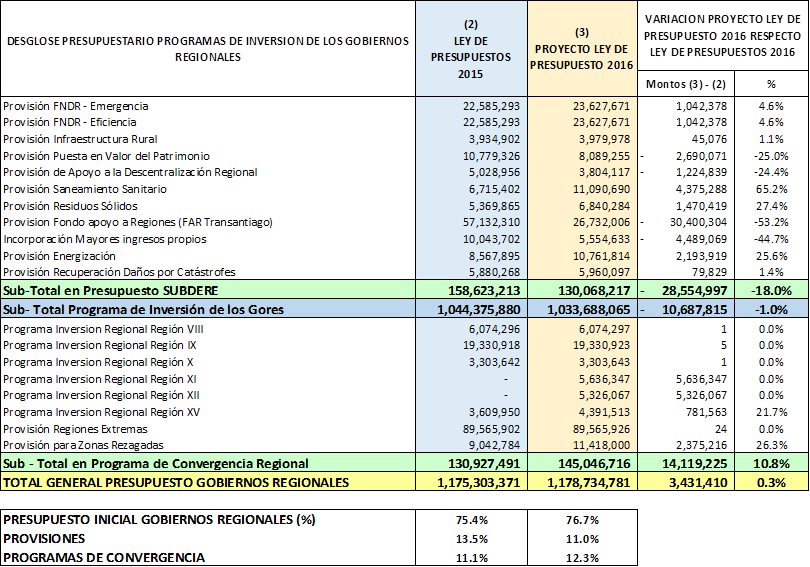 DESGLOSE PRESUPUESTARIO PROGRAMAS DE INVERSION DE LOS GOBIERNOS REGIONALES
(2)
LEY DE
PRESUPUESTOS
2015
(3)
PROYECTO LEY DE
PRESUPUESTO 2016
VARIACION PROYECTO LEY DE
PRESUPUESTO 2016 RESPECTO
LEY DE PRESUPUESTOS 2016
Montos (3) - (2) %
Provisión FNDR - Emergencia 22,585,293 23,627,671 1,042,378 4.6%
Provisión FNDR - Eficiencia 22,585,293 23,627,671 1,042,378 4.6%
Provisión Infraestructura Rural 3,934,902 3,979,978 45,076 1.1%
Provisión Puesta en Valor del Patrimonio 10,779,326 8,089,255 - 2,690,071 -25.0%
Provisión de Apoyo a la Descentralización Regional 5,028,956 3,804,117 - 1,224,839 -24.4%
Provisión Saneamiento Sanitario 6,715,402 11,090,690 4,375,288 65.2%
Provisión Residuos Sólidos 5,369,865 6,840,284 1,470,419 27.4%
Provision Fondo apoyo a Regiones (FAR Transantiago) 57,132,310 26,732,006 - 30,400,304 -53.2%
Incorporación Mayores ingresos propios 10,043,702 5,554,633 - 4,489,069 -44.7%
Provisión Energización 8,567,895 10,761,814 2,193,919 25.6%
Provisión Recuperación Daños por Catástrofes 5,880,268 5,960,097 79,829 1.4%
Sub-Total en Presupuesto SUBDERE 158,623,213 130,068,217 - 28,554,997 -18.0%
Sub- Total Programa de Inversión de los Gores 1,044,375,880 1,033,688,065 - 10,687,815 -1.0%
Programa Inversion Regional Región VIII 6,074,296 6,074,297 1 0.0%
Programa Inversion Regional Región IX 19,330,918 19,330,923 5 0.0%
Programa Inversion Regional Región X 3,303,642 3,303,643 1 0.0%
Programa Inversion Regional Región XI - 5,636,347 5,636,347 0.0%
Programa Inversion Regional Región XII - 5,326,067 5,326,067 0.0%
Programa Inversion Regional Región XV 3,609,950 4,391,513 781,563 21.7%
Provisión Regiones Extremas 89,565,902 89,565,926 24 0.0%
Provisión para Zonas Rezagadas 9,042,784 11,418,000 2,375,216 26.3%
Sub - Total en Programa de Convergencia Regional 130,927,491 145,046,716 14,119,225 10.8%
TOTAL GENERAL PRESUPUESTO GOBIERNOS REGIONALES 1,175,303,371 1,178,734,781 3,431,410 0.3%
PRESUPUESTO INICIAL GOBIERNOS REGIONALES (%) 75.4% 76.7%
PROVISIONES 13.5% 11.0%
PROGRAMAS DE CONVERGENCIA 11.1% 12.3%